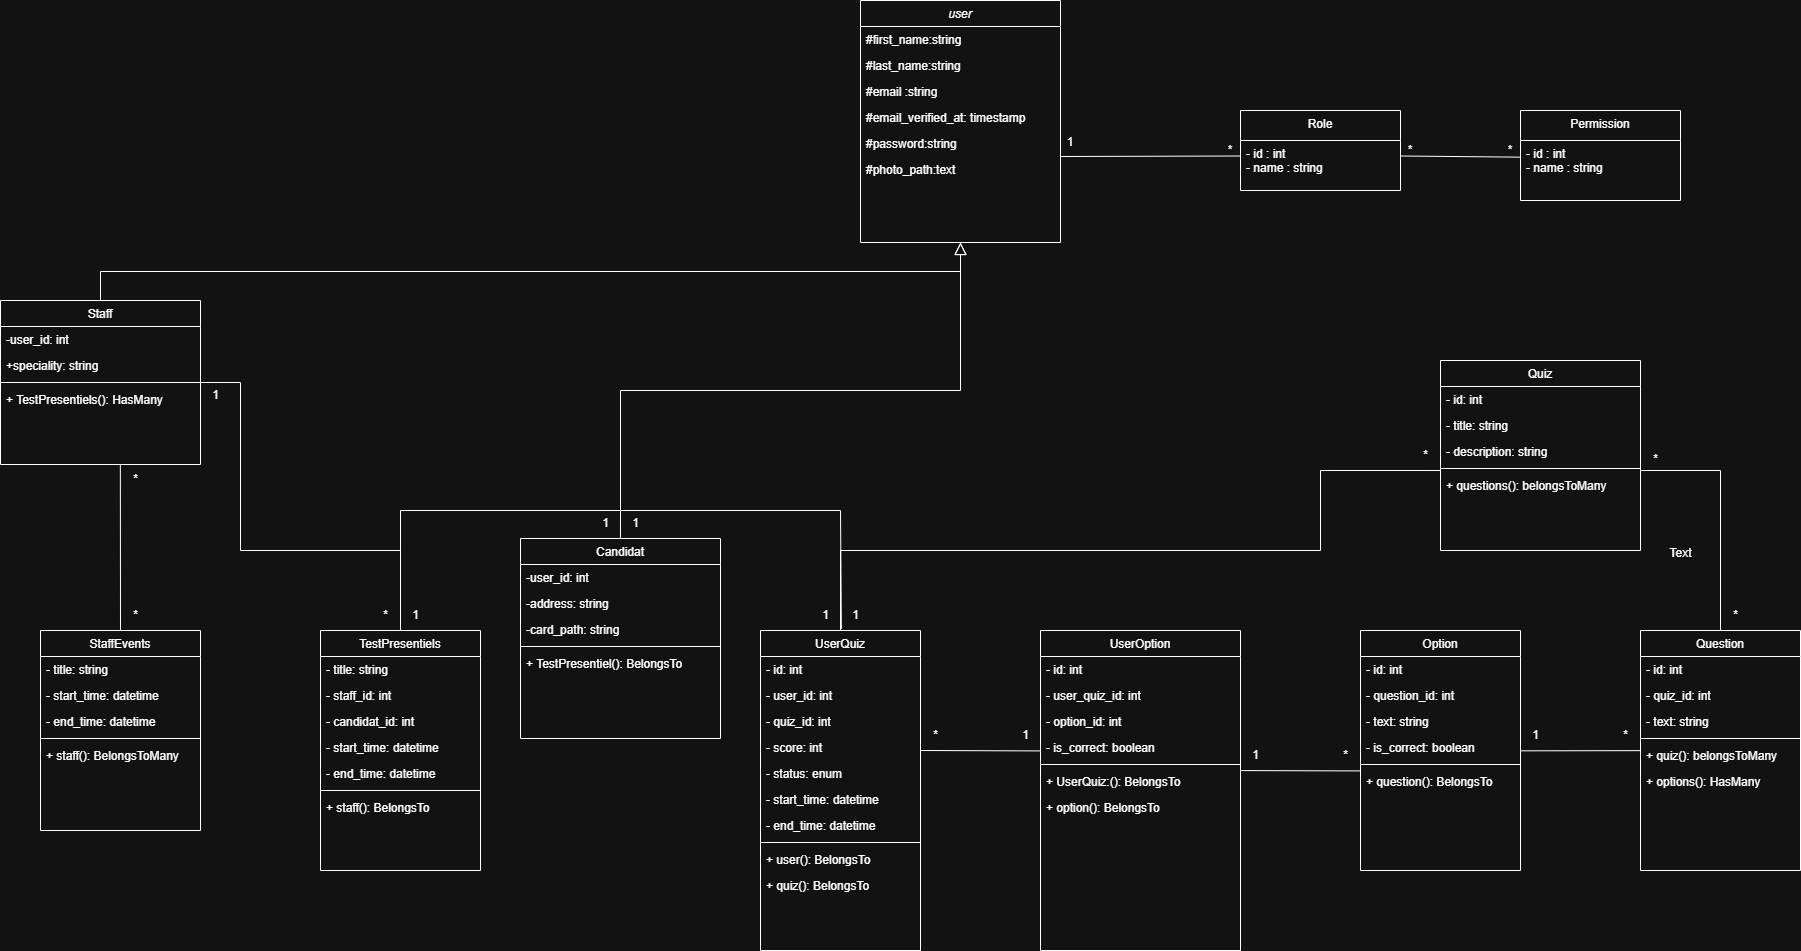 user
#first_name:string
#last_name:string
#email :string
#email_verified_at: timestamp
#password:string
#photo_path:text
1
*
Role
- id : int
- name : string
*
*
Permission
- id : int
- name : string
Staff
-user_id: int
+speciality: string
+ TestPresentiels(): HasMany
1
*
*
StaffEvents
- title: string
- start_time: datetime
- end_time: datetime
+ staff(): BelongsToMany
*
1
TestPresentiels
- title: string
- staff_id: int
- candidat_id: int
- start_time: datetime
- end_time: datetime
+ staff(): BelongsTo
1
1
Candidat
-user_id: int
-address: string
-card_path: string
+ TestPresentiel(): BelongsTo
1
1
UserQuiz
- id: int
- user_id: int
- quiz_id: int
- score: int
- status: enum
- start_time: datetime
- end_time: datetime
+ user(): BelongsTo
+ quiz(): BelongsTo
*
1
UserOption
- id: int
- user_quiz_id: int
- option_id: int
- is_correct: boolean
+ UserQuiz:(): BelongsTo
+ option(): BelongsTo
1
*
Option
- id: int
- question_id: int
- text: string
- is_correct: boolean
+ question(): BelongsTo
1
*
*
Quiz
- id: int
- title: string
- description: string
+ questions(): belongsToMany
*
Text
*
Question
- id: int
- quiz_id: int
- text: string
+ quiz(): belongsToMany
+ options(): HasMany